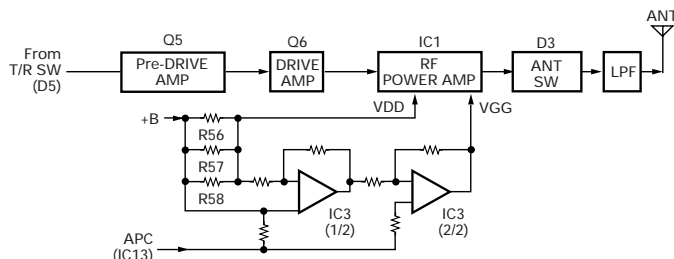 ANT
Q5
Q6
IC1
D3
From
T/R SW
(D5)
Pre-DRIVE
AMP
DRIVE
AMP
RF
POWER AMP
ANT
SW
LPF
VDD
VGG
+B
R56
R57
R58
IC3
(1/2)
IC3
(2/2)
APC
(IC13)